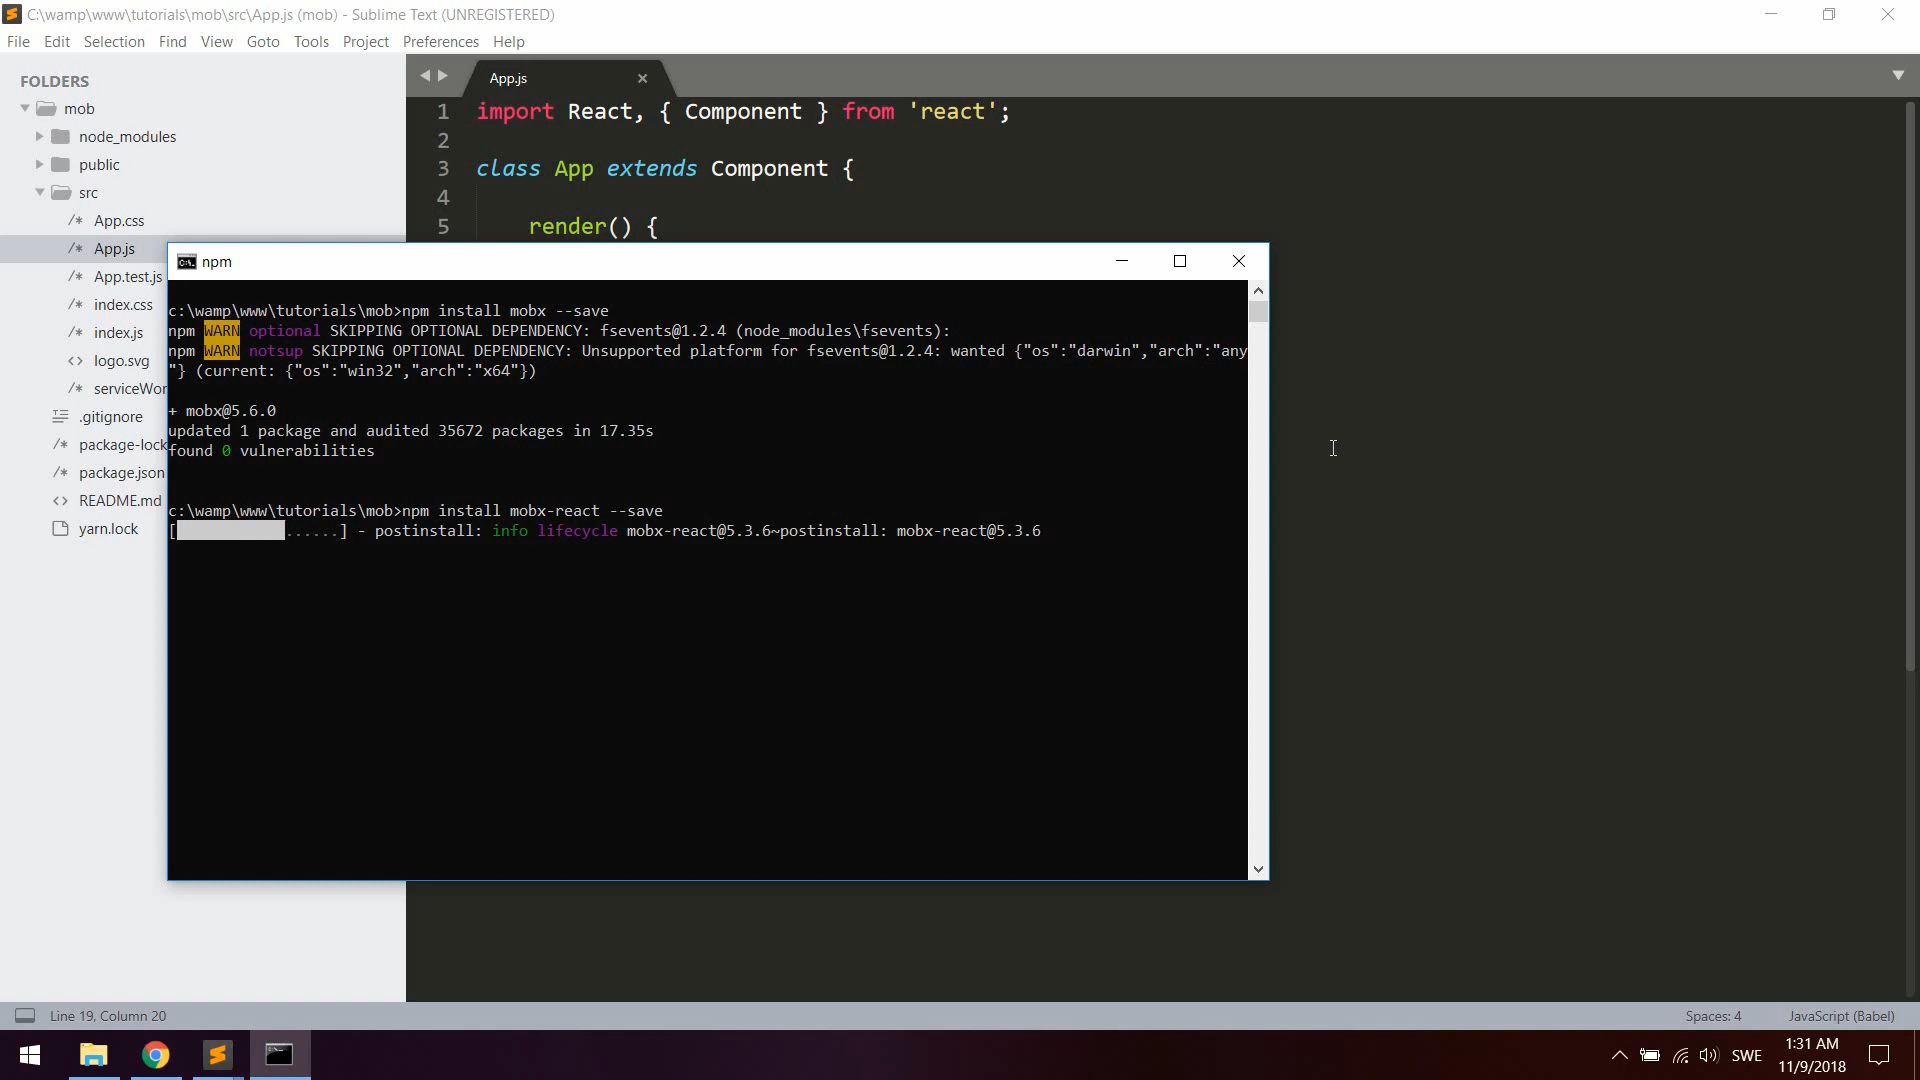 C:\wamp\www\tutorials\mob\src\App.js (mob) - Sublime Text (UNREGISTERED)
File Edit Selection Find View Goto Tools Project Preferences Help
FOLDERS
mob
node_modules
public
src
App.css
App.js
App.test.js
index.css
index.js
logo.svg
serviceWor
.gitignore
package-lock
package.json
README.md
yarn.lock
App.js
1 import React, { Component } from 'react';
2
3 class App extends Component {
4
5 render() {
npm
c:\wamp\www\tutorials\mob>npm install mobx --save
npm WARN optional SKIPPING OPTIONAL DEPENDENCY: fsevents@1.2.4 (node_modules\fsevents):
npm WARN notsup SKIPPING OPTIONAL DEPENDENCY: Unsupported platform for fsevents@1.2.4: wanted {"os":"darwin","arch":"any
"} (current: {"os":"win32","arch":"x64"})
+ mobx@5.6.0
updated 1 package and audited 35672 packages in 17.35s
found 0 vulnerabilities
c:\wamp\www\tutorials\mob>npm install mobx-react --save
[ ......] - postinstall: info lifecycle mobx-react@5.3.6~postinstall: mobx-react@5.3.6
Line 19, Column 20
Spaces: 4
JavaScript (Babel)
SWE
1:31 AM
11/9/2018